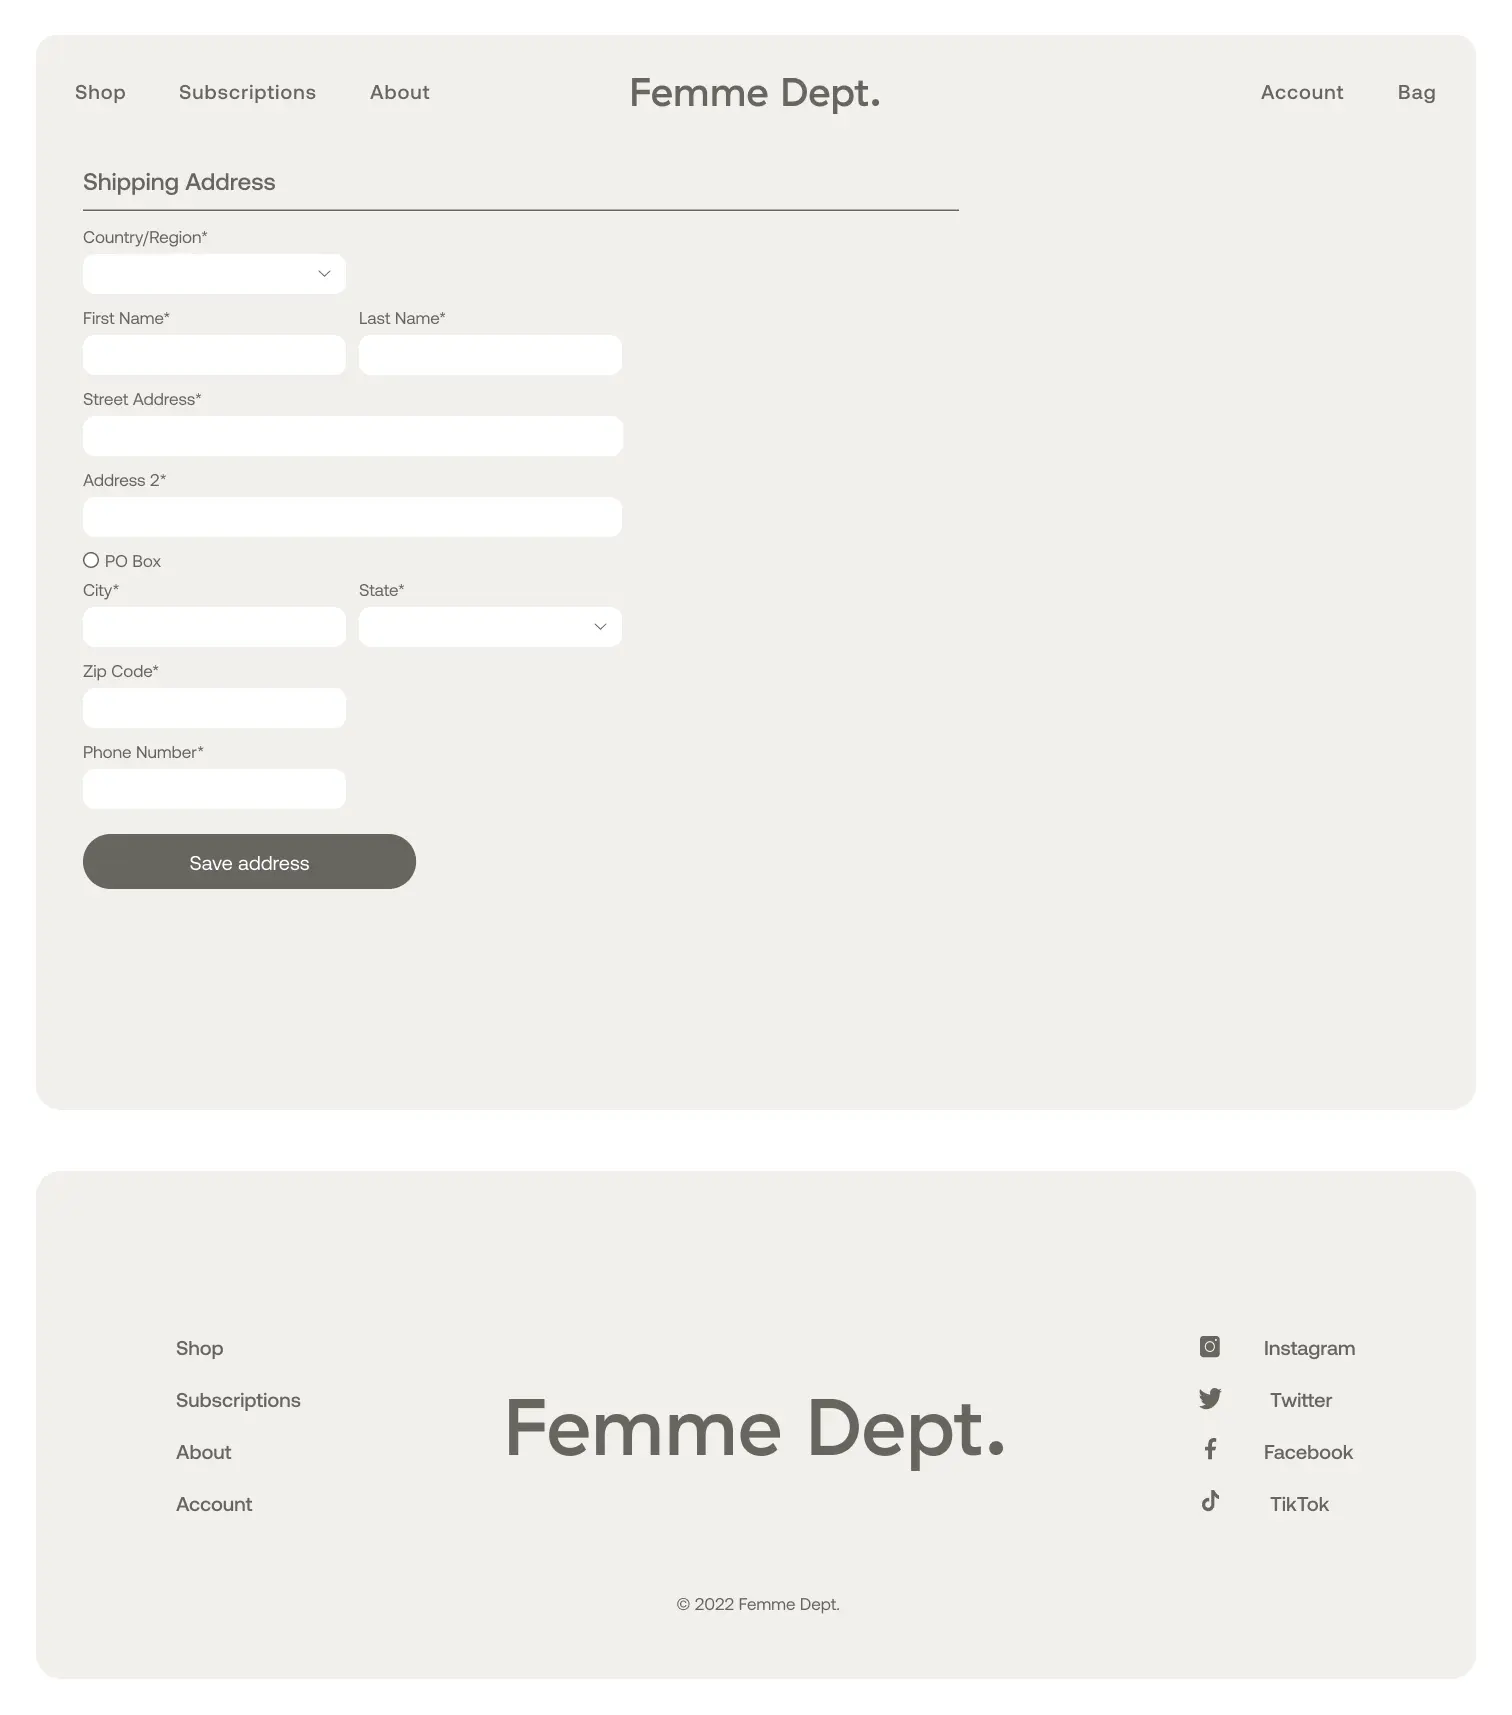 Shop Subscriptions About Femme Dept. Account Bag
Shipping Address
Country/Region*
First Name* Last Name*
Street Address*
Address 2*
PO Box
City* State*
Zip Code*
Phone Number*
Save address
Shop
Subscriptions
About
Account
Femme Dept.
Instagram
Twitter
Facebook
TikTok
© 2022 Femme Dept.